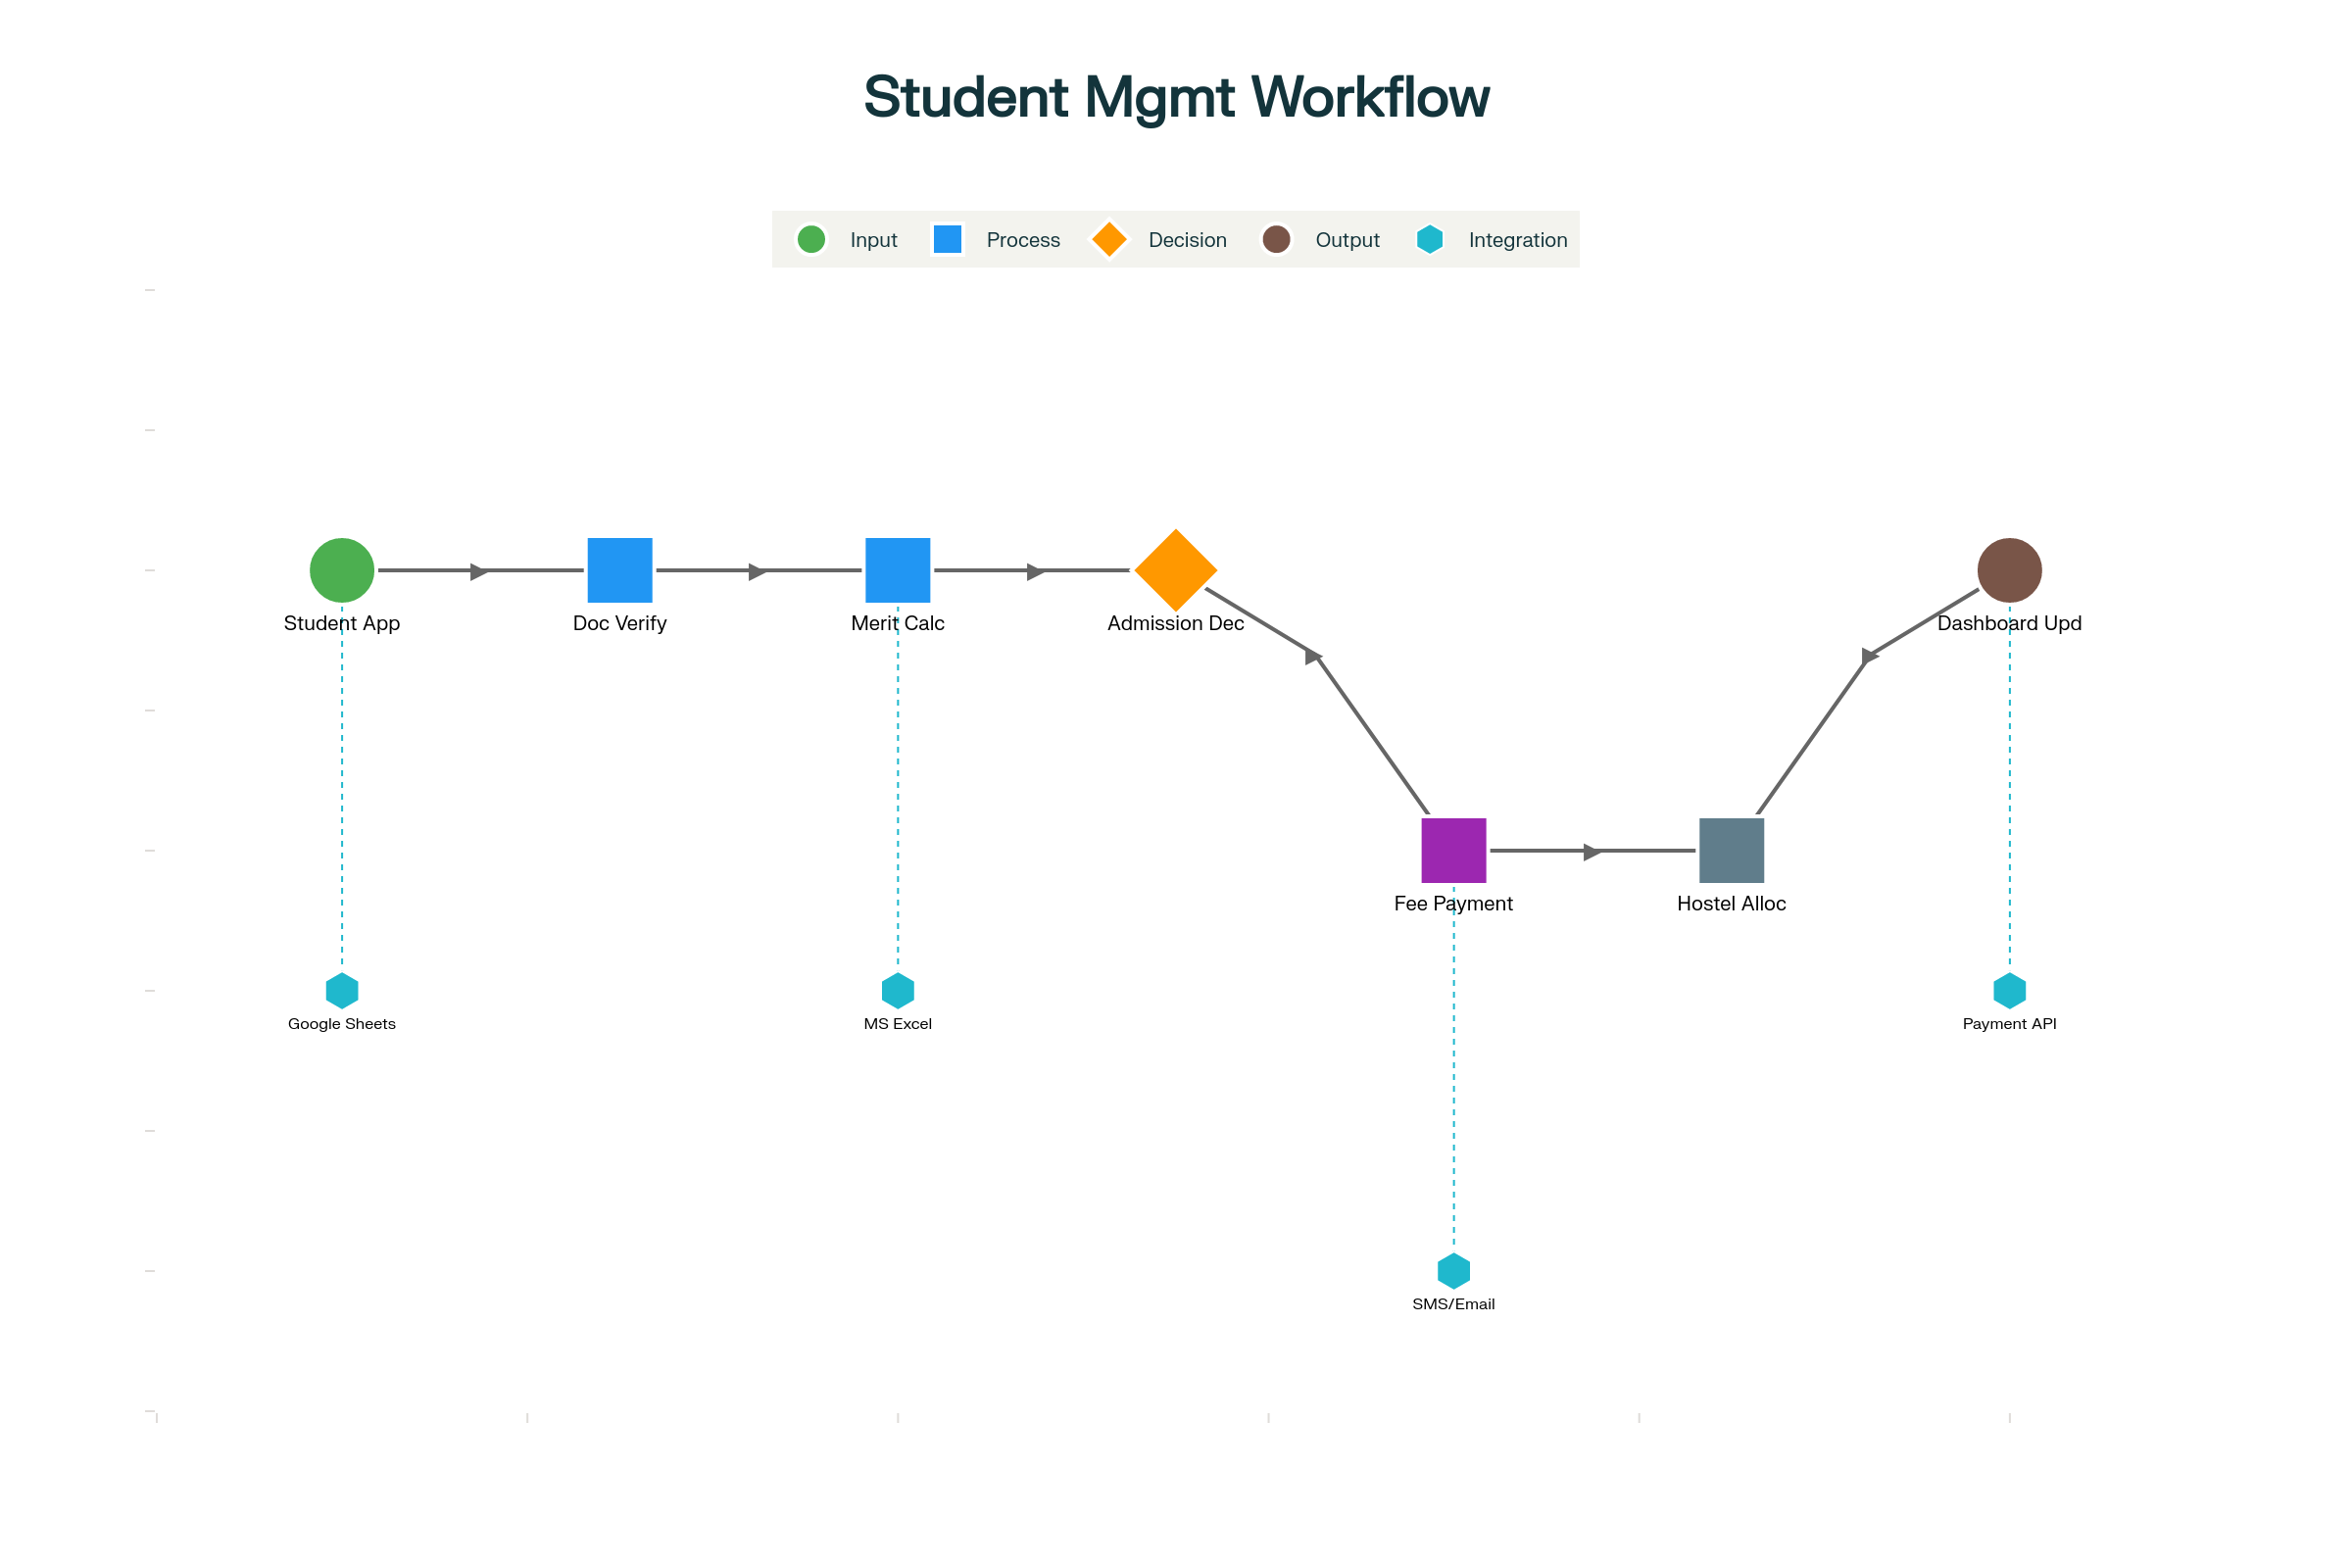 Student Mgmt Workflow
Input Process Decision Output Integration
Student App Doc Verify Merit Calc Admission Dec Dashboard Upd
Fee Payment Hostel Alloc
Google Sheets MS Excel Payment API
SMS/Email